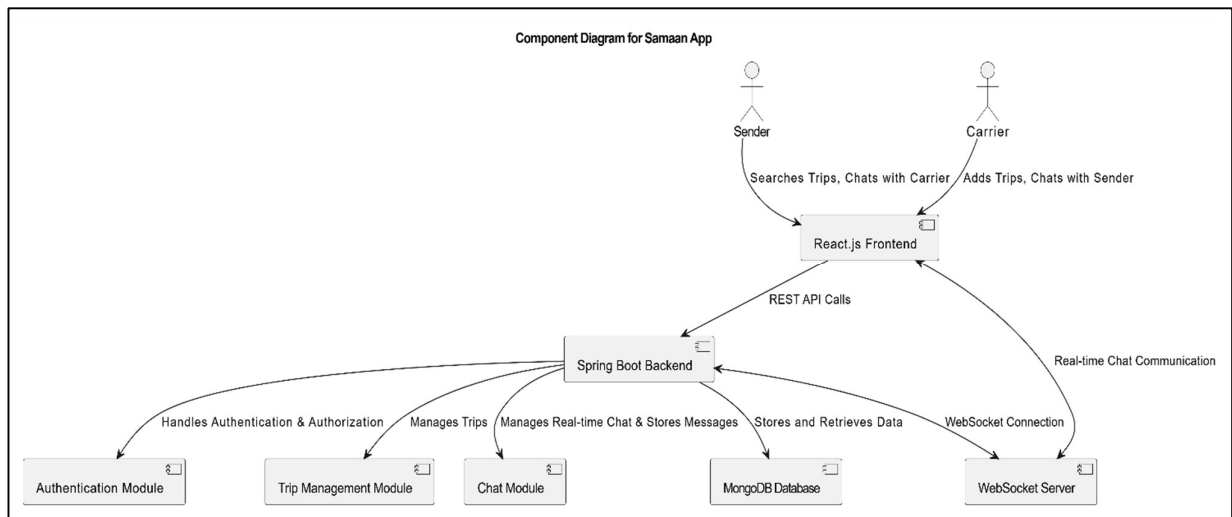 Component Diagram for Samaan App
Sender
Carrier
Searches Trips, Chats with Carrier
Adds Trips, Chats with Sender
React.js Frontend
REST API Calls
Spring Boot Backend
Real-time Chat Communication
Handles Authentication & Authorization
Manages Trips
Manages Real-time Chat & Stores Messages
Stores and Retrieves Data
WebSocket Connection
Authentication Module
Trip Management Module
Chat Module
MongoDB Database
WebSocket Server